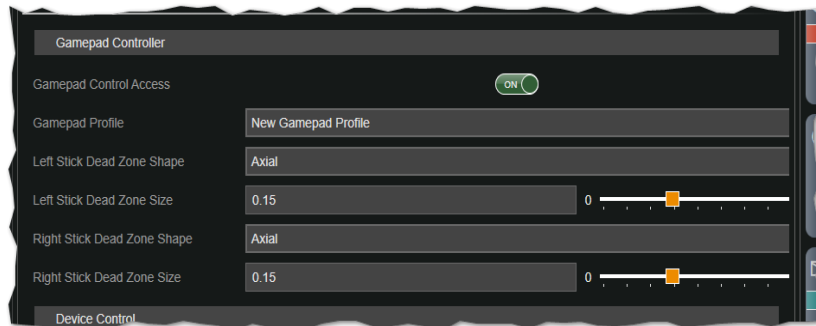 Gamepad Controller
Gamepad Control Access ON
Gamepad Profile New Gamepad Profile
Left Stick Dead Zone Shape Axial
Left Stick Dead Zone Size 0.15 0
Right Stick Dead Zone Shape Axial
Right Stick Dead Zone Size 0.15 0
Device Control